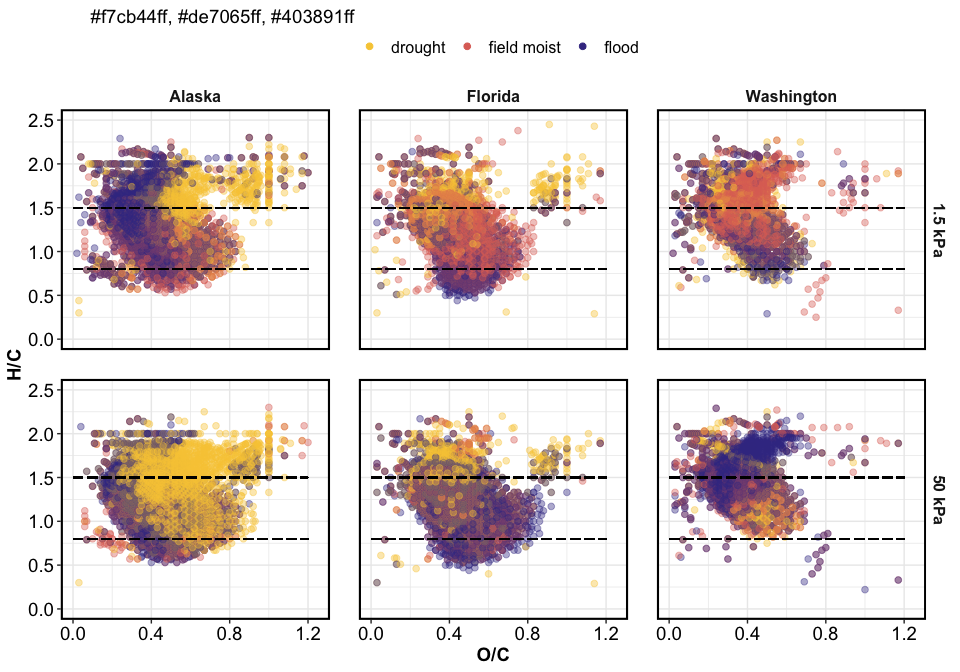 #f7cb44ff, #de7065ff, #403891ff
drought field moist flood
Alaska Florida Washington
2.5
2.0
1.5
1.0
0.5
0.0
1.5 kPa
H/C
2.5
2.0
1.5
1.0
0.5
0.0
50 kPa
0.0 0.4 0.8 1.2 0.0 0.4 0.8 1.2 0.0 0.4 0.8 1.2
O/C